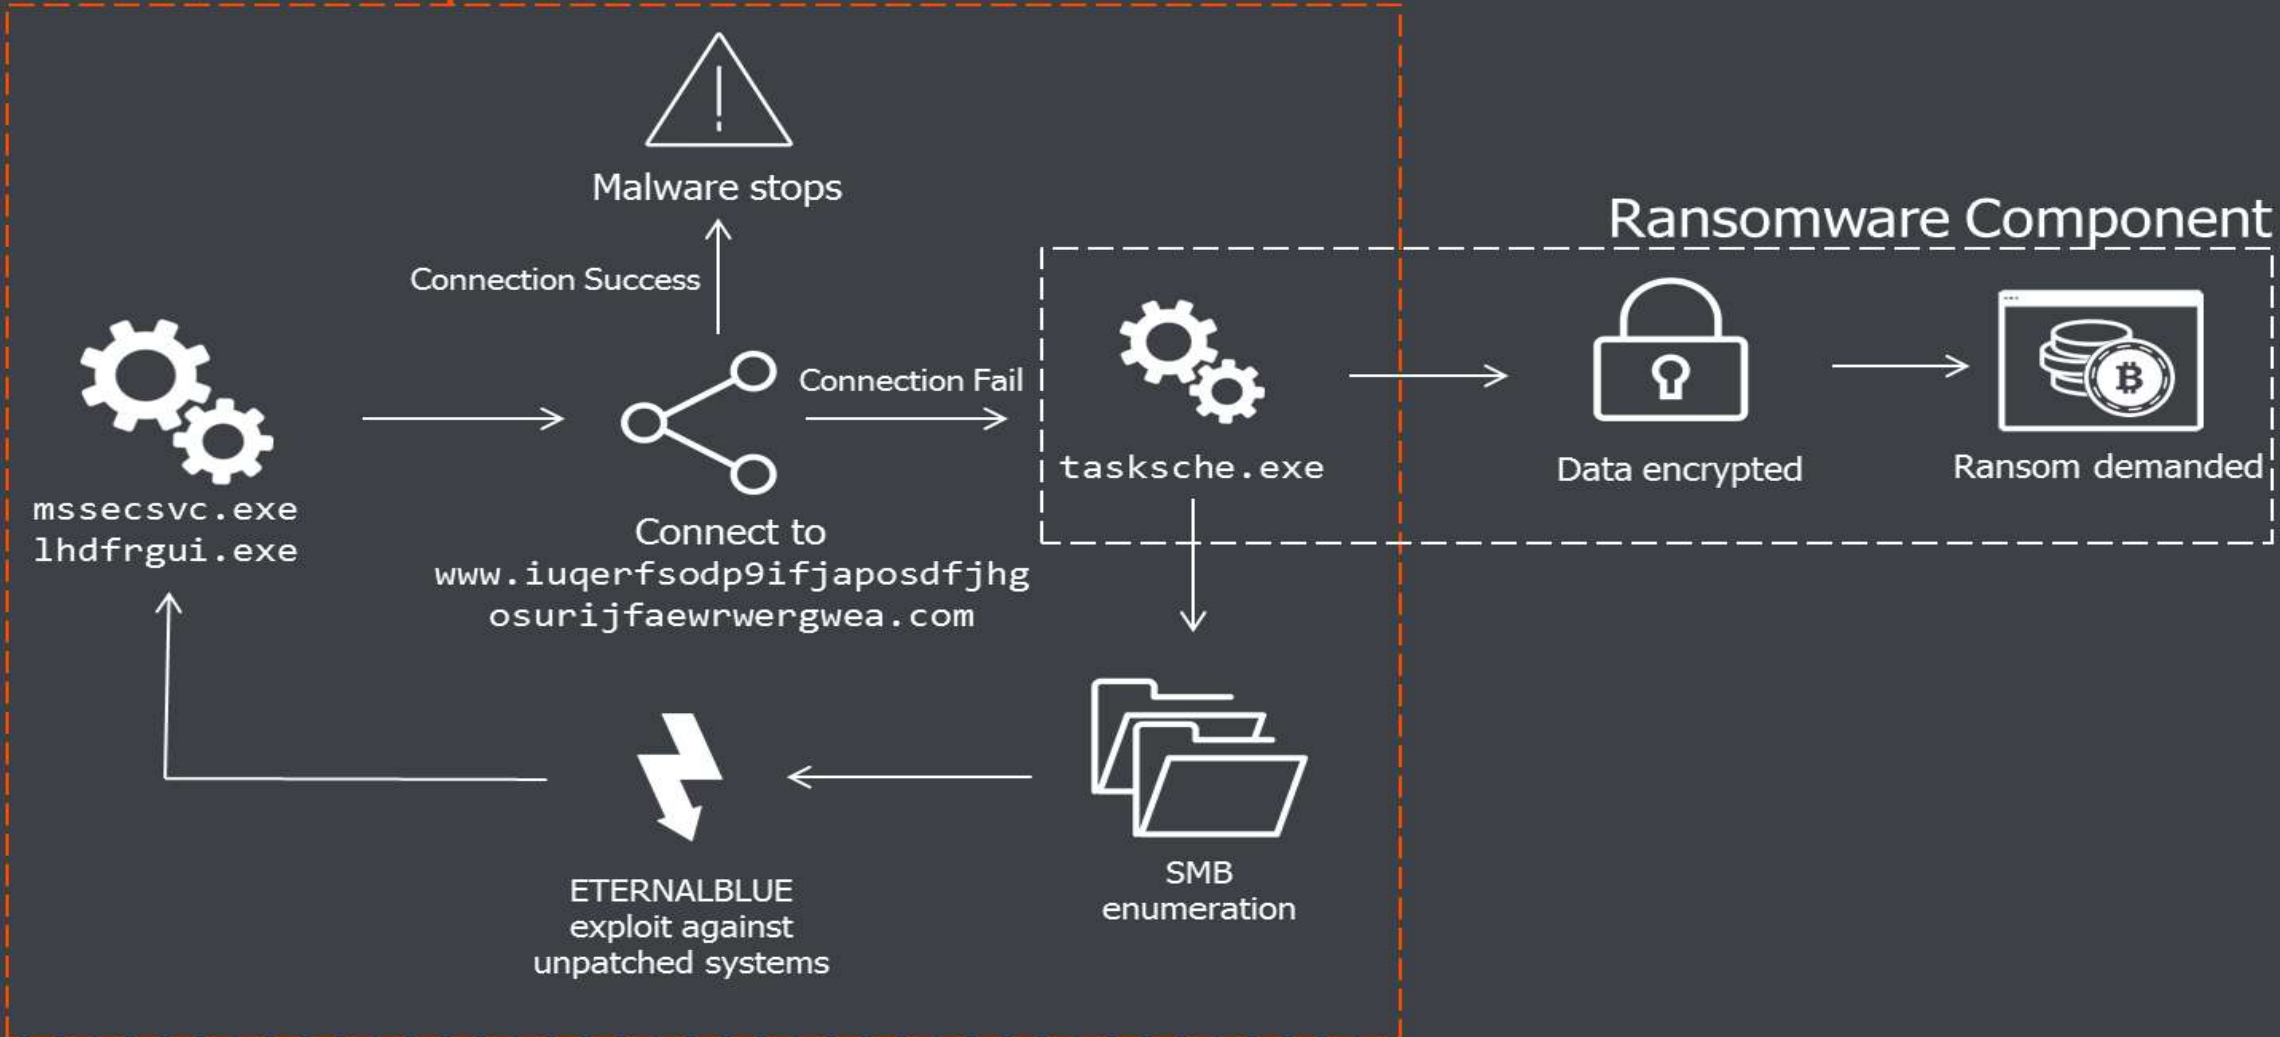 Malware stops
Ransomware Component
Connection Success
Connection Fail
mssecsvc.exe
lhdfrgui.exe
Connect to
www.iuqerfsodp9ifjaposdfjhg
osurijfaewrwergwea.com
tasksche.exe
Data encrypted
Ransom demanded
ETERNALBLUE
exploit against
unpatched systems
SMB
enumeration